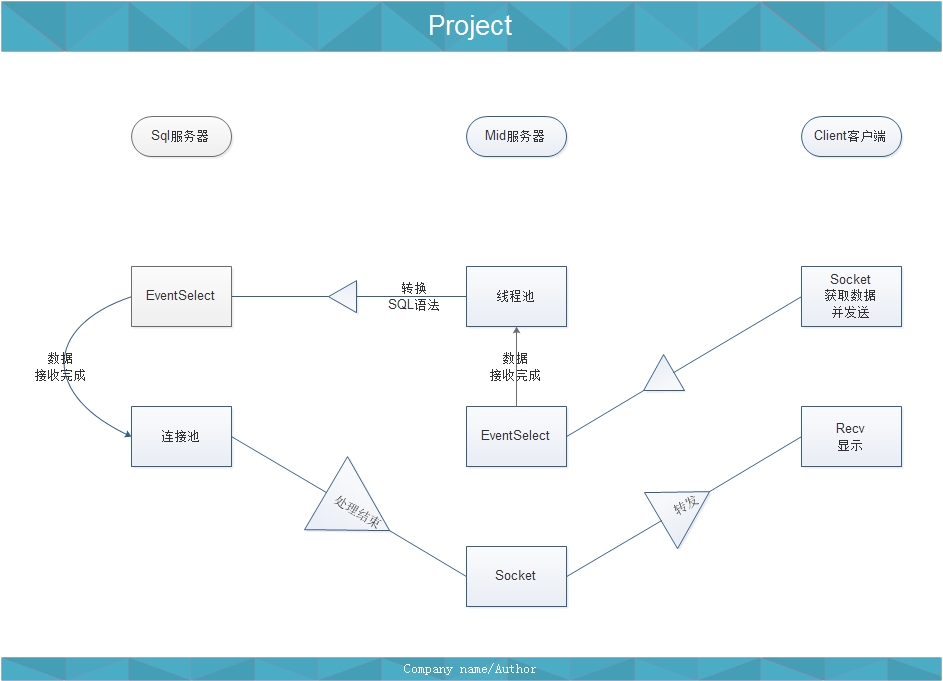 Project
Sql服务器
Mid服务器
Client客户端
EventSelect
转换
SQL语法
线程池
Socket
获取数据
并发送
数据
接收完成
数据
接收完成
连接池
EventSelect
Recv
显示
处理结束
转发
Socket
Company name/Author